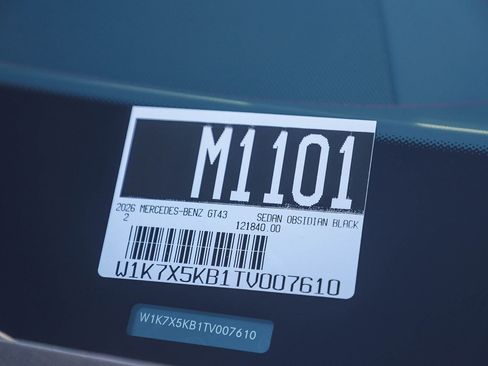 M1101
2026 MERCEDES-BENZ GT43 SEDAN OBSIDIAN BLACK
2 121840.00
W1K7X5KB1TV007610
W1K7X5KB1TV007610